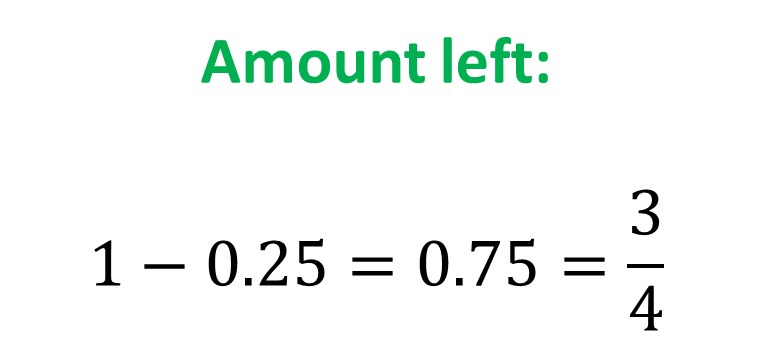 Amount left:
1 − 0.25 = 0.75 = 3/4